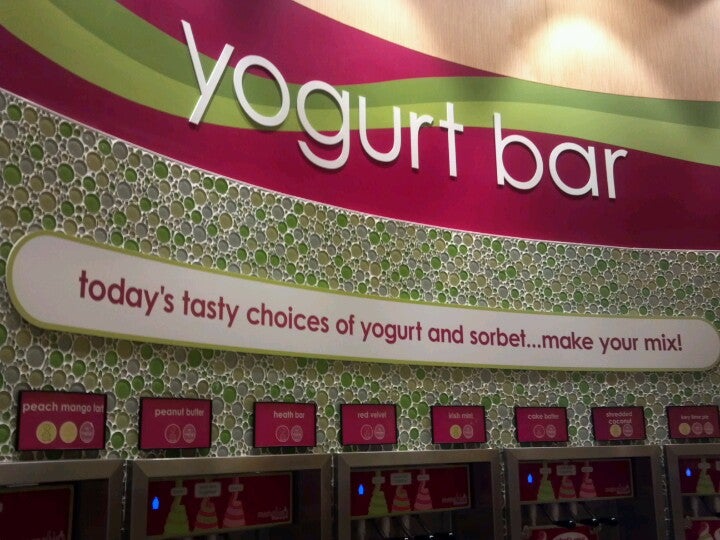 yogurt bar
today's tasty choices of yogurt and sorbet...make your mix!
peach mango tart
peanut butter
heath bar
red velvet
irish mint
cake batter
shredded
coconut
key lime pie